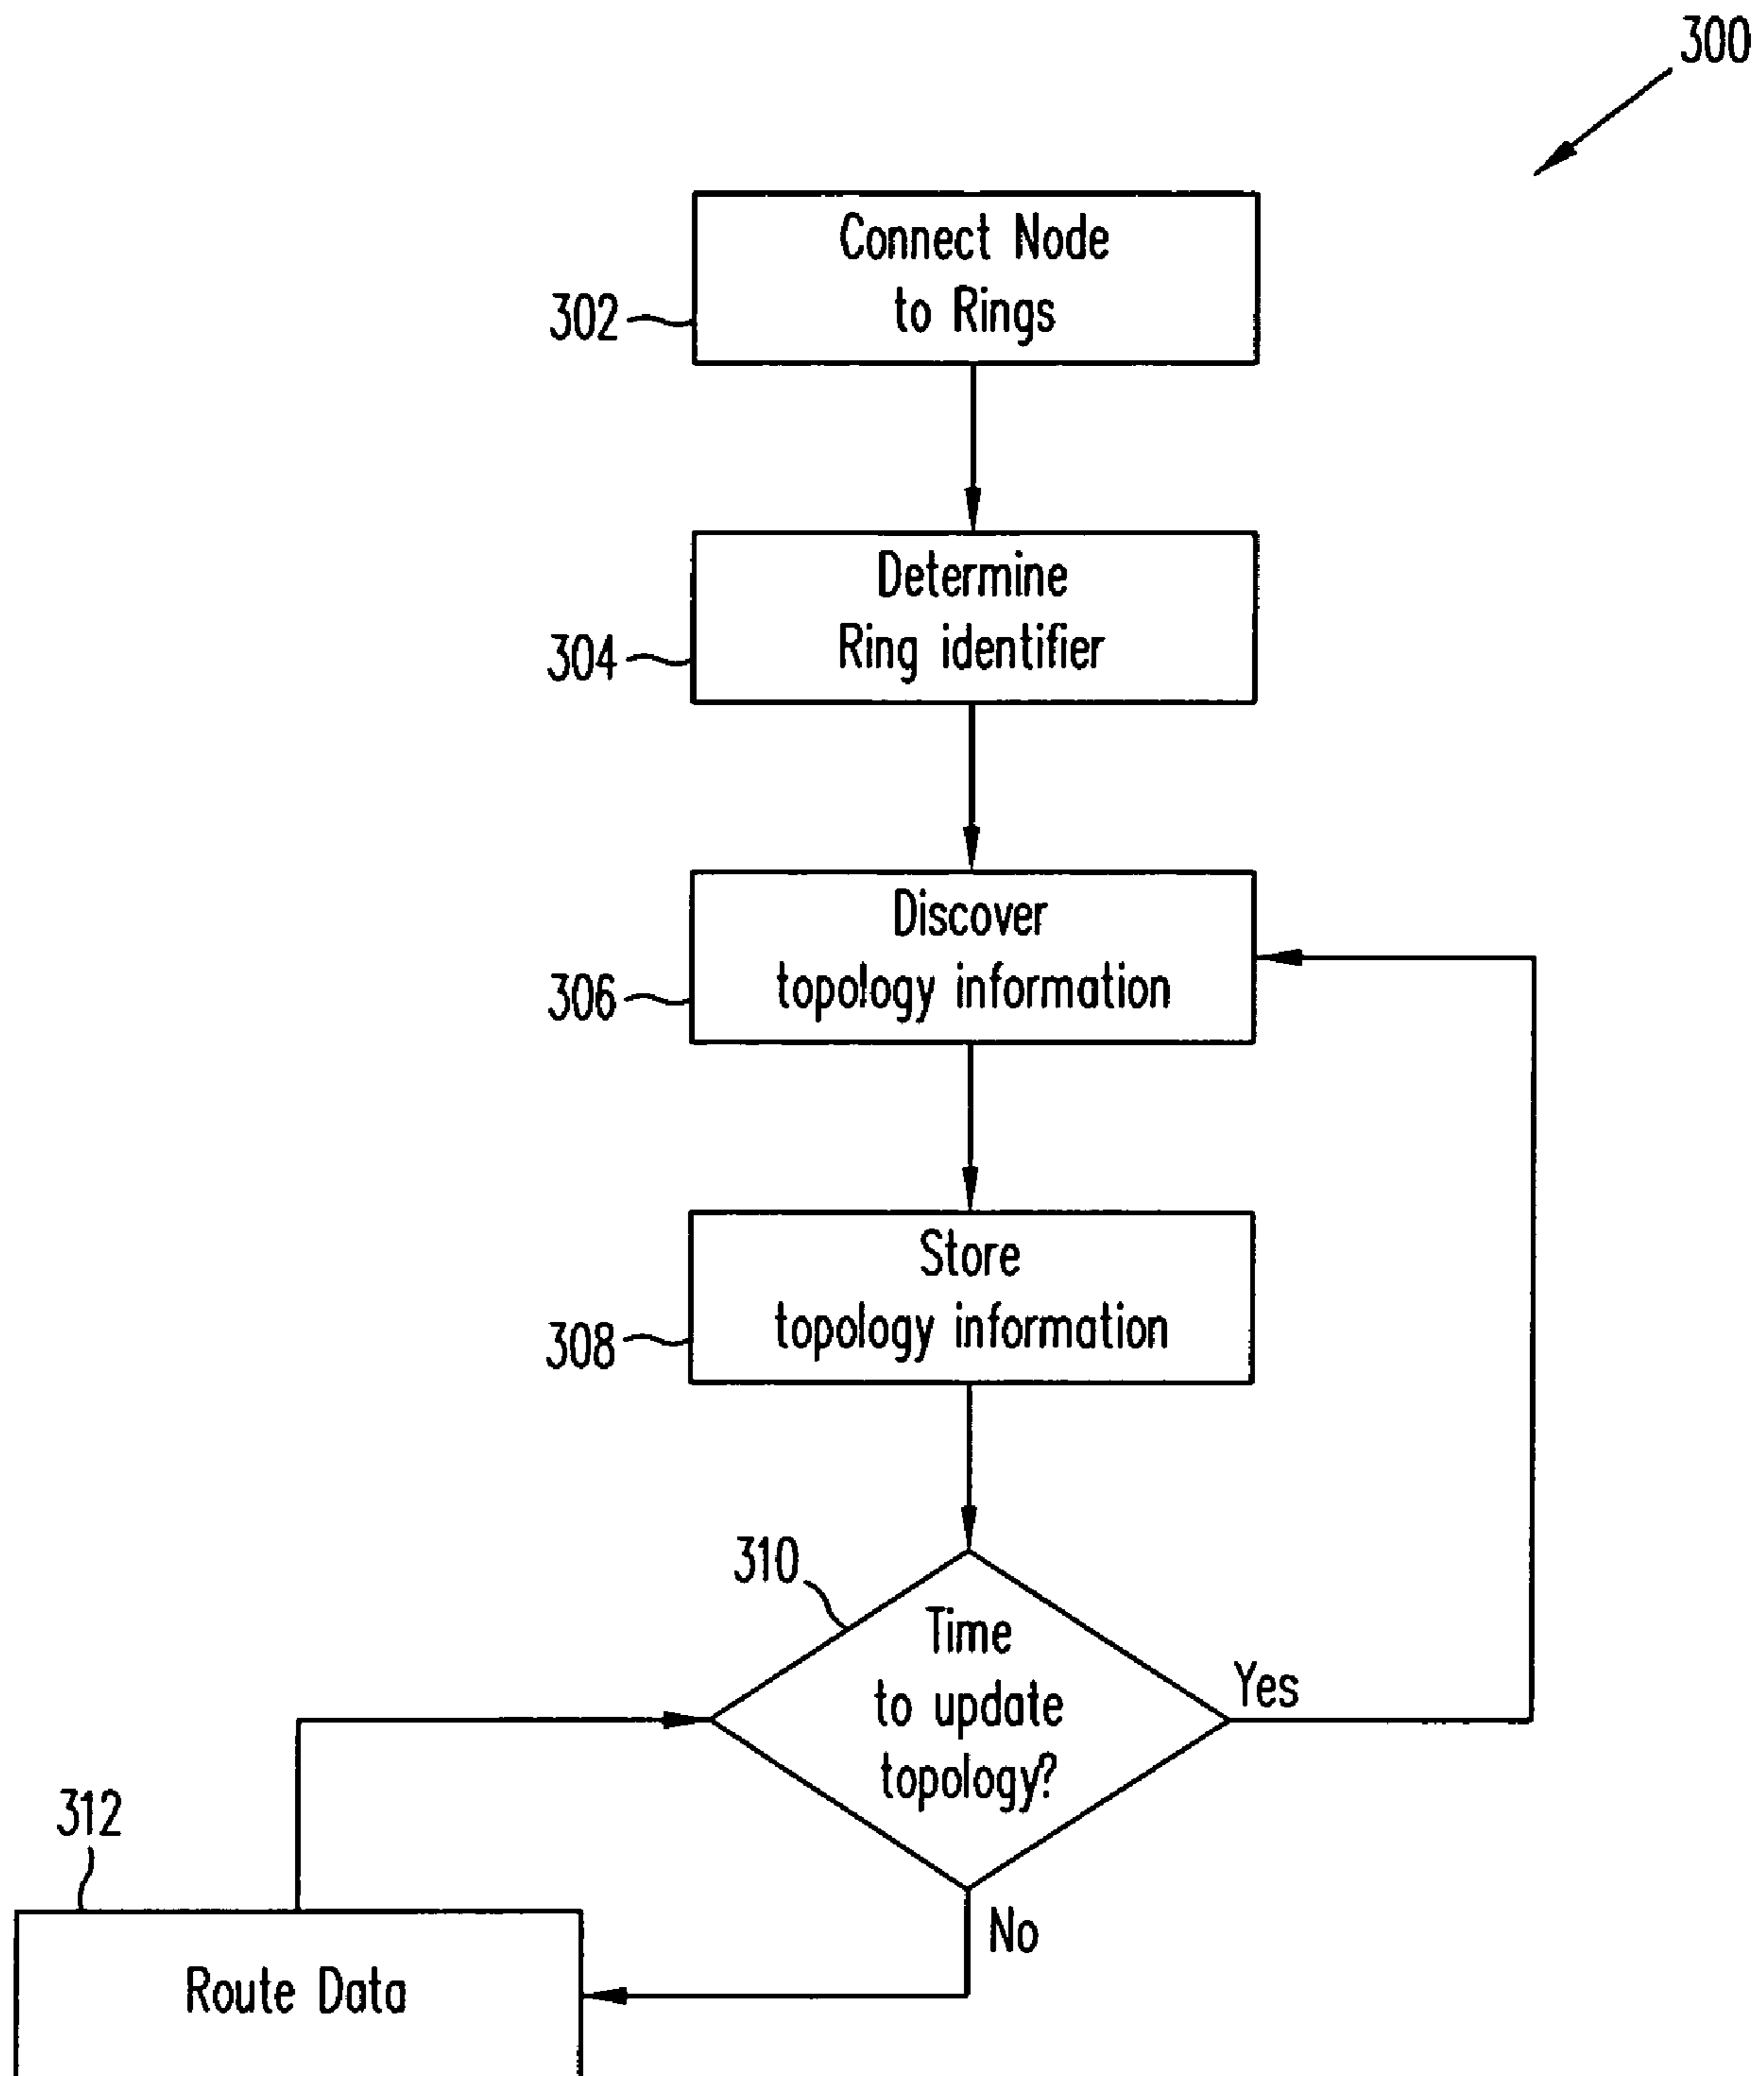 300
Connect Node
to Rings
302
Determine
Ring identifier
304
Discover
topology information
306
Store
topology information
308
310
Time
to update
topology?
Yes
312
No
Route Data